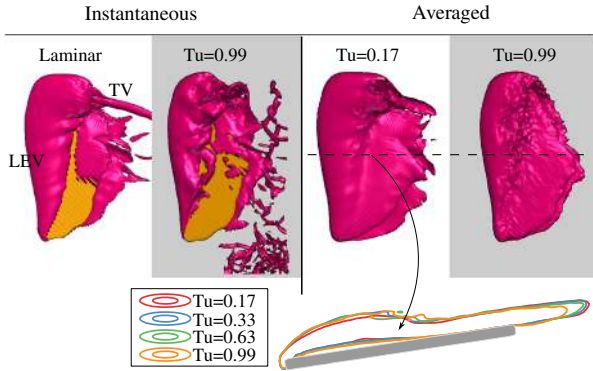 Instantaneous Averaged
Laminar Tu=0.99 Tu=0.17 Tu=0.99
TV
LEV
Tu=0.17
Tu=0.33
Tu=0.63
Tu=0.99